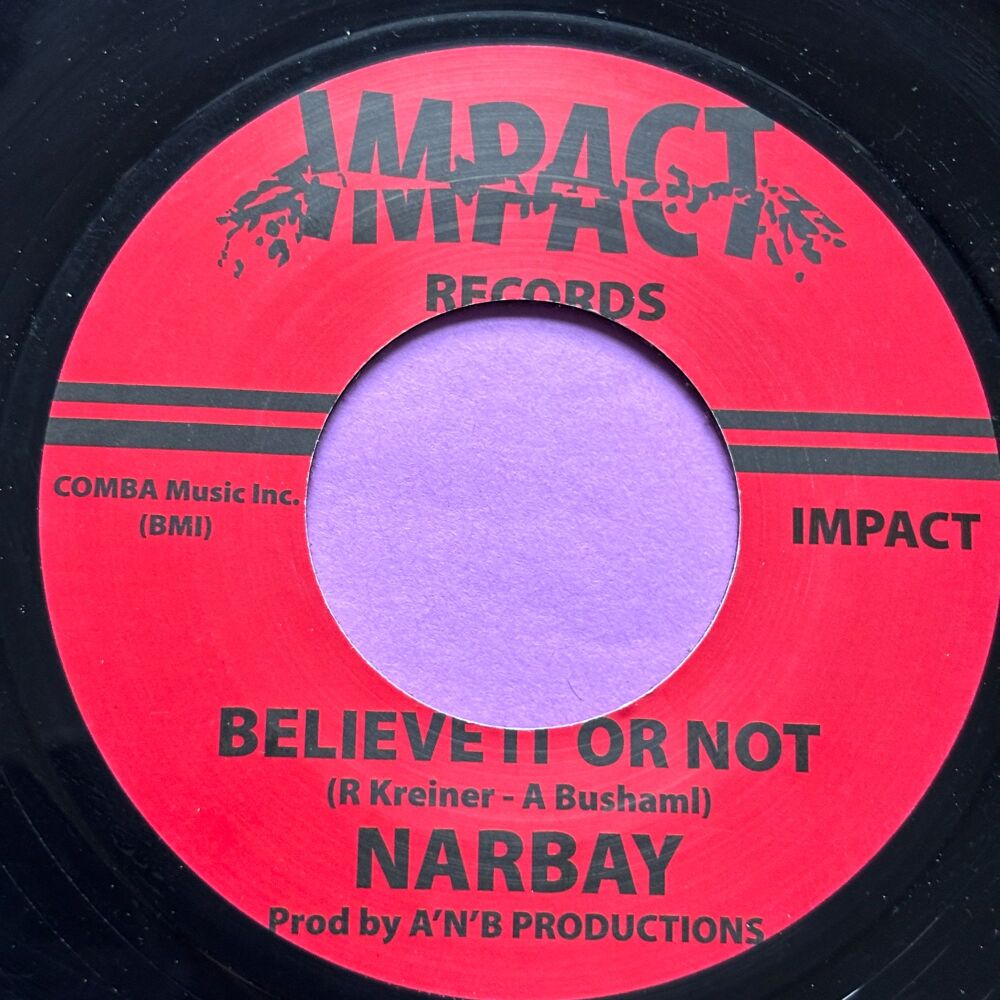 IMPACT
RECORDS
COMBA Music Inc.
(BMI)
IMPACT
BELIEVE IT OR NOT
(R Kreiner - A Bushaml)
NARBAY
Prod by A'N'B PRODUCTIONS